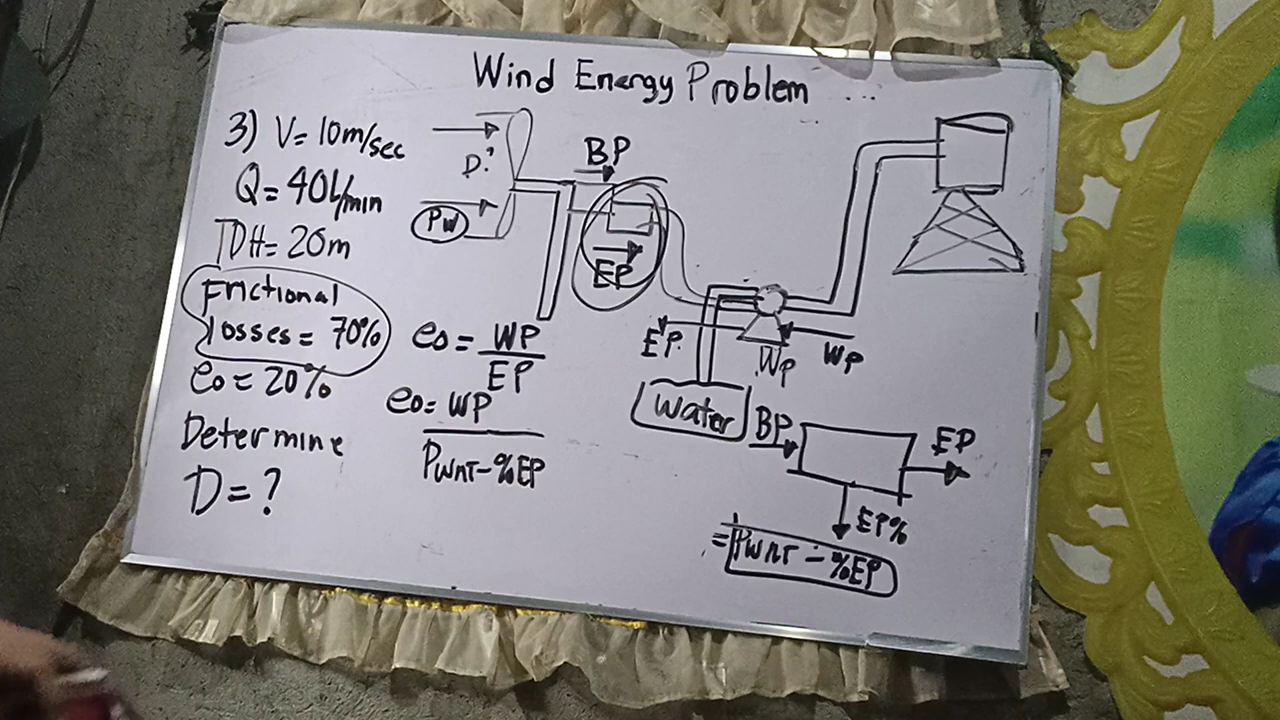 Wind Energy Problem ...
3) V= 10m/sec
Q= 40L/min
TDH= 20m
Frictional
losses= 70%
eo= 20%
Determine
D=?
D?
PW
BP
EP
eo= WP
EP
eo= WP
PWNT-%EP
EP
WP
WP
Water
BP
EP
EP%
=PWNT-%EP